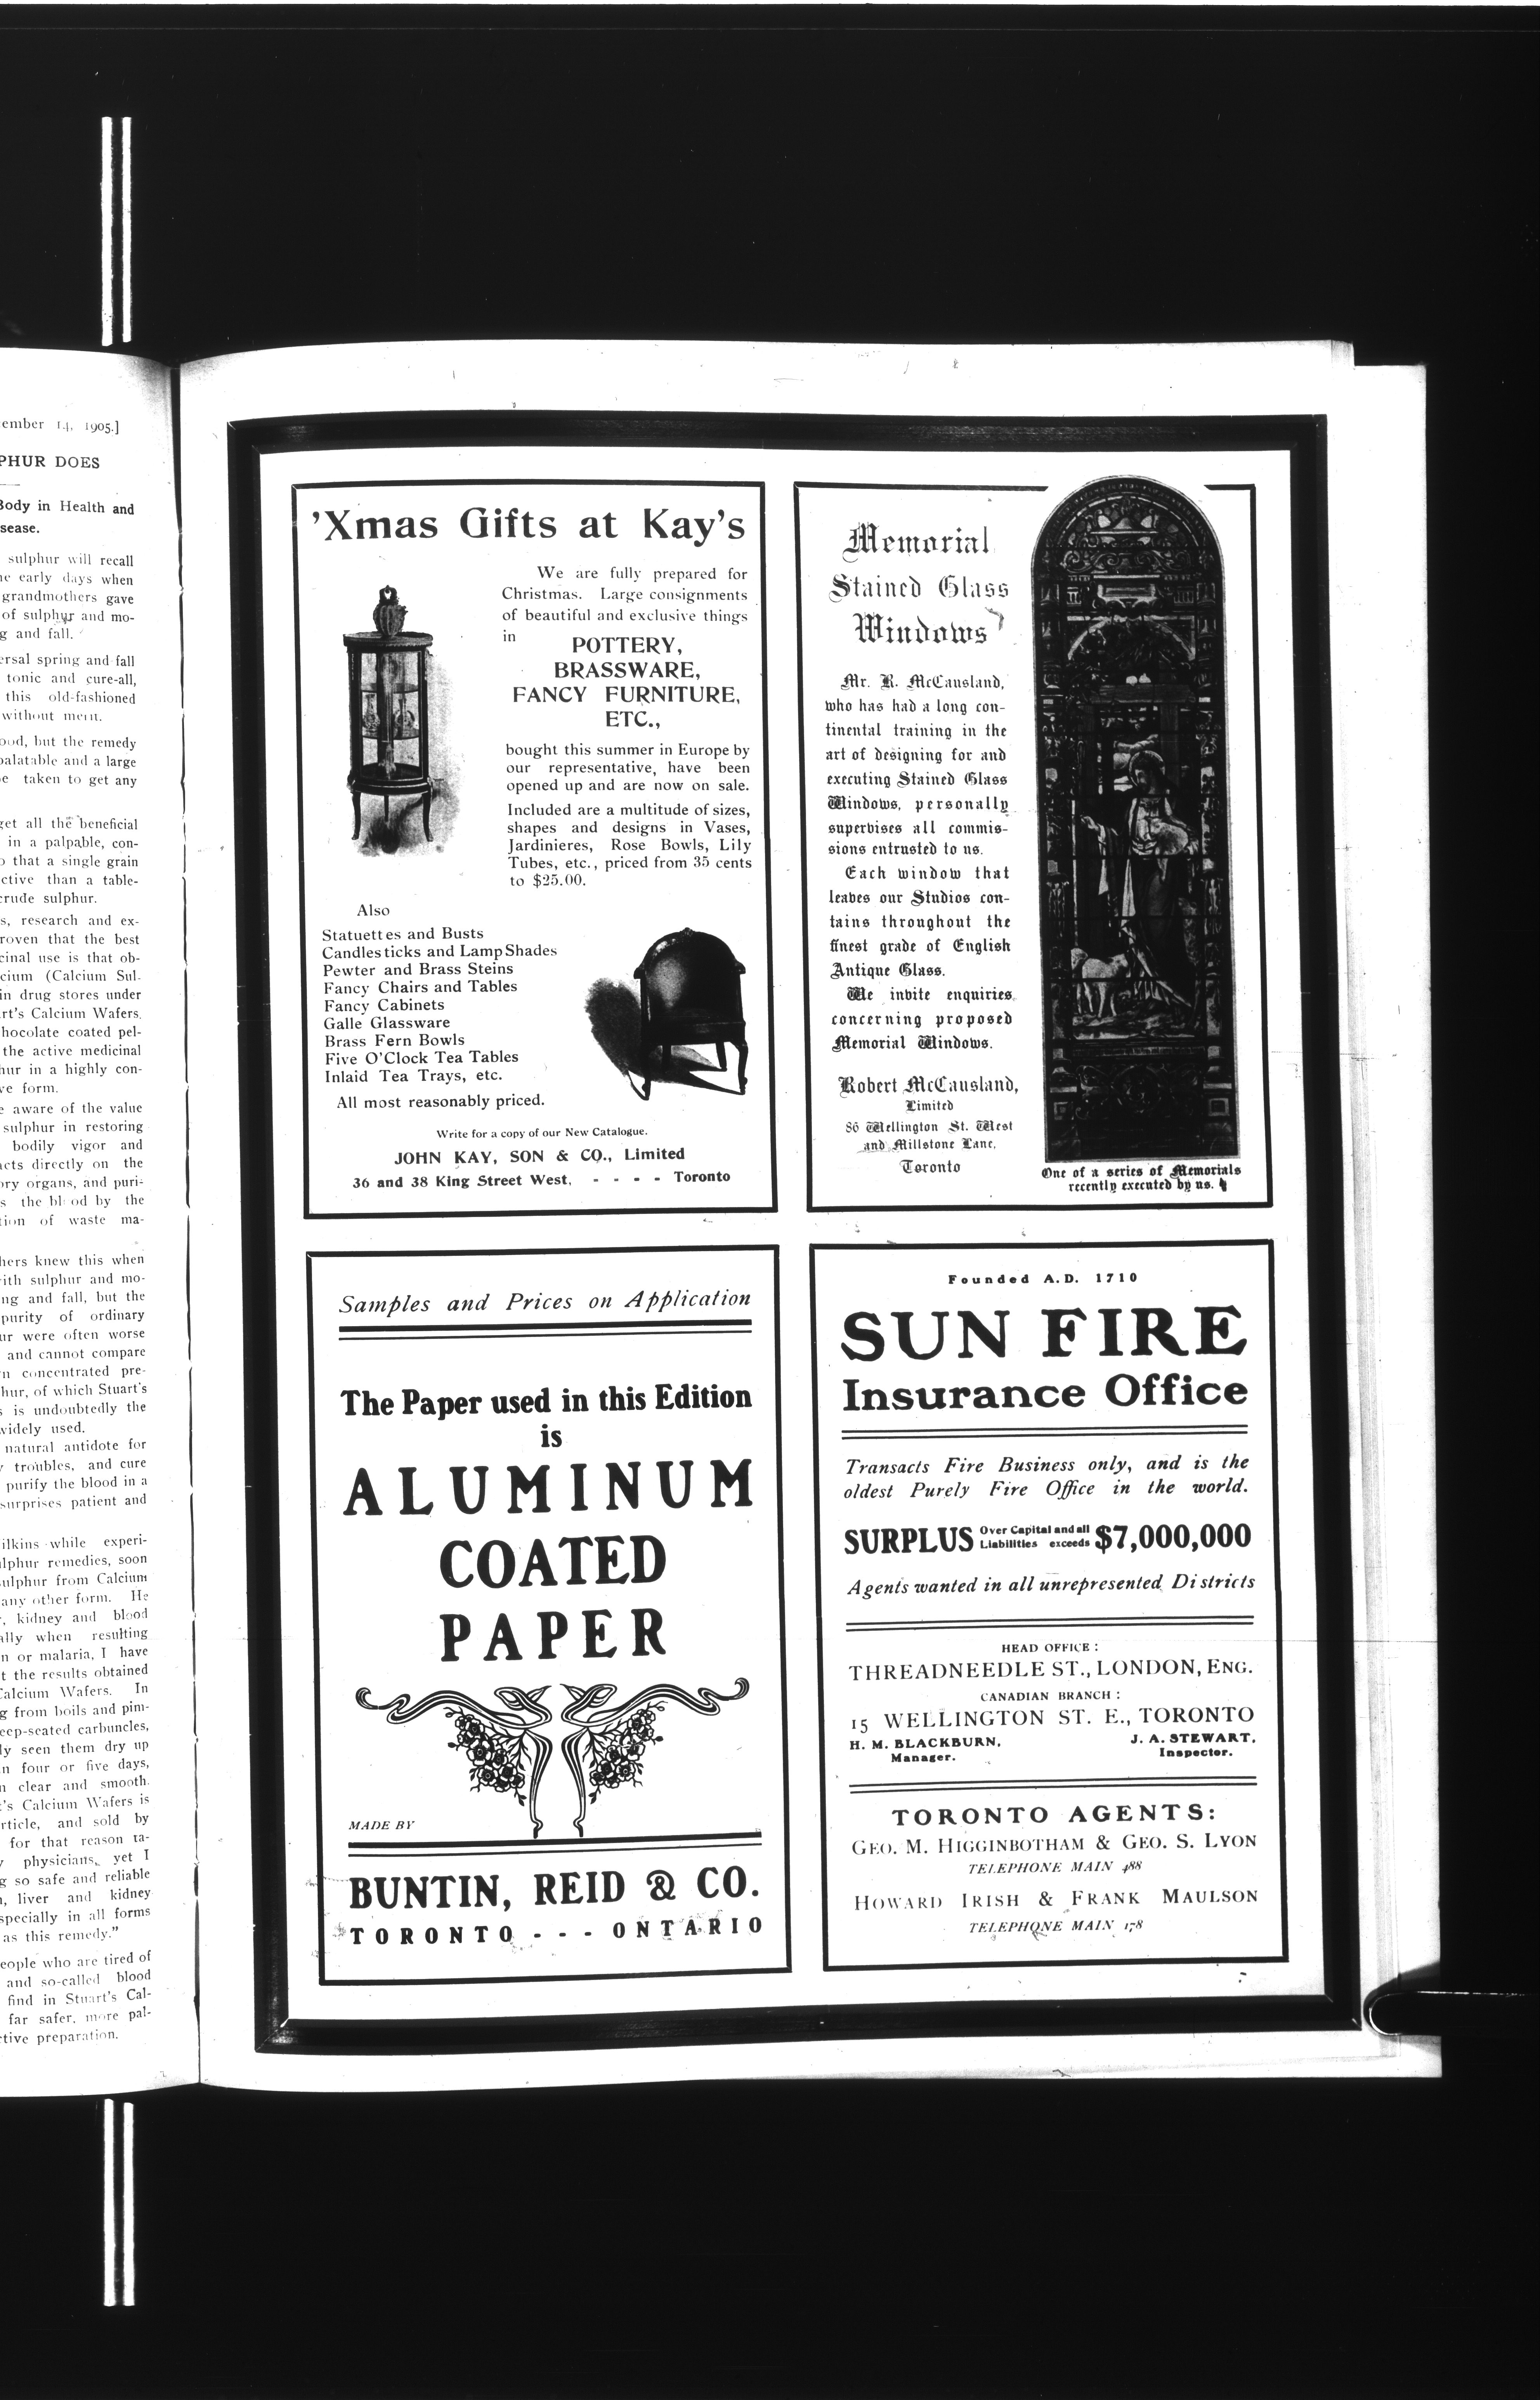 ember 14, 1905.]
PHUR DOES
Body in Health and
sease.
sulphur will recall
he early days when
grandmothers gave
of sulphur and mo-
g and fall.
ersal spring and fall
tonic and cure-all,
this old-fashioned
without merit.
ood, but the remedy
palatable and a large
e taken to get any
get all the beneficial
in a palpable, con-
o that a single grain
ctive than a table-
crude sulphur.
s, research and ex-
roven that the best
cinal use is that ob-
cium (Calcium Sul-
in drug stores under
rt's Calcium Wafers.
hocolate coated pel-
the active medicinal
hur in a highly con-
ve form.
e aware of the value
sulphur in restoring
bodily vigor and
acts directly on the
ory organs, and puri-
s the blood by the
tion of waste ma-
hers knew this when
with sulphur and mo-
ng and fall, but the
purity of ordinary
ur were often worse
and cannot compare
n concentrated pre-
hur, of which Stuart's
s is undoubtedly the
widely used.
natural antidote for
y troubles, and cure
purify the blood in a
surprises patient and
ilkins while experi-
ulphur remedies, soon
sulphur from Calcium
any other form. He
r, kidney and blood
ally when resulting
n or malaria, I have
t the results obtained
Calcium Wafers. In
g from boils and pim-
eep-seated carbuncles,
ly seen them dry up
in four or five days,
n clear and smooth.
t's Calcium Wafers is
rticle, and sold by
for that reason ta-
y physicians, yet I
g so safe and reliable
n, liver and kidney
specially in all forms
as this remedy."
eople who are tired of
and so-called blood
find in Stuart's Cal-
far safer, more pal-
ctive preparation.
'Xmas Gifts at Kay's
We are fully prepared for
Christmas. Large consignments
of beautiful and exclusive things
in
POTTERY,
BRASSWARE,
FANCY FURNITURE,
ETC.,
bought this summer in Europe by
our representative, have been
opened up and are now on sale.
Included are a multitude of sizes,
shapes and designs in Vases,
Jardinieres, Rose Bowls, Lily
Tubes, etc., priced from 35 cents
to $25.00.
Also
Statuettes and Busts
Candlesticks and Lamp Shades
Pewter and Brass Steins
Fancy Chairs and Tables
Fancy Cabinets
Galle Glassware
Brass Fern Bowls
Five O'Clock Tea Tables
Inlaid Tea Trays, etc.
All most reasonably priced.
Write for a copy of our New Catalogue.
JOHN KAY, SON & CO., Limited
36 and 38 King Street West, - - - - Toronto
Memorial
Stained Glass
Windows
Mr. R. McCausland,
who has had a long con-
tinental training in the
art of designing for and
executing Stained Glass
Windows, personally
supervises all commis-
sions entrusted to us.
Each window that
leaves our Studios con-
tains throughout the
finest grade of English
Antique Glass.
We invite enquiries
concerning proposed
Memorial Windows.
Robert McCausland,
Limited
86 Wellington St. West
and Millstone Lane,
Toronto
One of a series of Memorials
recently executed by us.
Samples and Prices on Application
The Paper used in this Edition
is
ALUMINUM
COATED
PAPER
MADE BY
BUNTIN, REID & CO.
TORONTO - - - ONTARIO
Founded A.D. 1710
SUN FIRE
Insurance Office
Transacts Fire Business only, and is the
oldest Purely Fire Office in the world.
SURPLUS Over Capital and all Liabilities exceeds $7,000,000
Agents wanted in all unrepresented Districts
HEAD OFFICE:
THREADNEEDLE ST., LONDON, ENG.
CANADIAN BRANCH:
15 WELLINGTON ST. E., TORONTO
H. M. BLACKBURN, J. A. STEWART,
Manager. Inspector.
TORONTO AGENTS:
GEO. M. HIGGINBOTHAM & GEO. S. LYON
TELEPHONE MAIN 488
HOWARD IRISH & FRANK MAULSON
TELEPHONE MAIN 178